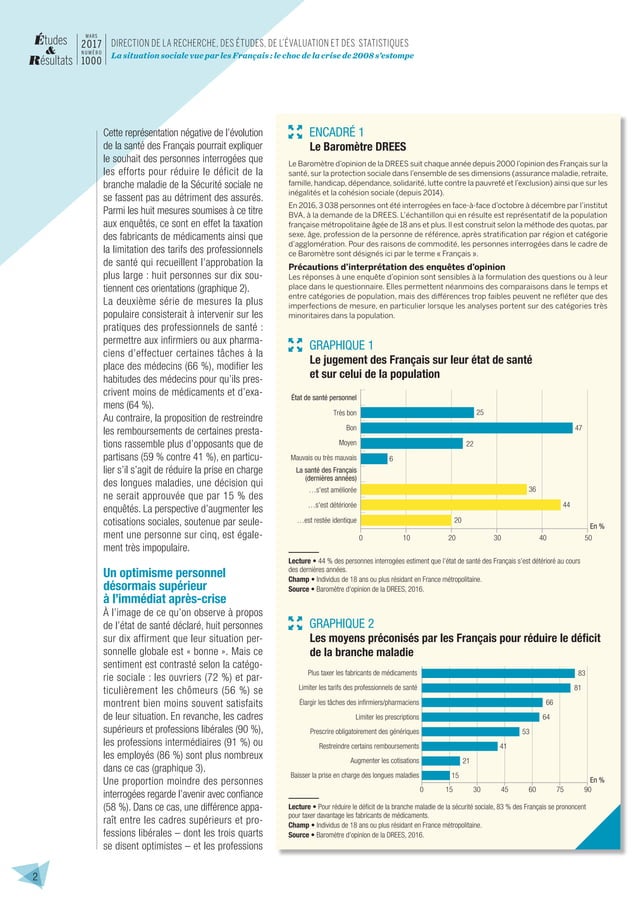 Études
&
Résultats
MARS
2017
NUMÉRO
1000
DIRECTION DE LA RECHERCHE, DES ÉTUDES, DE L'ÉVALUATION ET DES STATISTIQUES
La situation sociale vue par les Français : le choc de la crise de 2008 s'estompe
Cette représentation négative de l'évolution
de la santé des Français pourrait expliquer
le souhait des personnes interrogées que
les efforts pour réduire le déficit de la
branche maladie de la Sécurité sociale ne
se fassent pas au détriment des assurés.
Parmi les huit mesures soumises à ce titre
aux enquêtés, ce sont en effet la taxation
des fabricants de médicaments ainsi que
la limitation des tarifs des professionnels
de santé qui recueillent l'approbation la
plus large : huit personnes sur dix sou-
tiennent ces orientations (graphique 2).
La deuxième série de mesures la plus
populaire consisterait à intervenir sur les
pratiques des professionnels de santé :
permettre aux infirmiers ou aux pharma-
ciens d'effectuer certaines tâches à la
place des médecins (66 %), modifier les
habitudes des médecins pour qu'ils pres-
crivent moins de médicaments et d'exa-
mens (64 %).
Au contraire, la proposition de restreindre
les remboursements de certaines presta-
tions rassemble plus d'opposants que de
partisans (59 % contre 41 %), en particu-
lier s'il s'agit de réduire la prise en charge
des longues maladies, une décision qui
ne serait approuvée que par 15 % des
enquêtés. La perspective d'augmenter les
cotisations sociales, soutenue par seule-
ment une personne sur cinq, est égale-
ment très impopulaire.
Un optimisme personnel
désormais supérieur
à l'immédiat après-crise
À l'image de ce qu'on observe à propos
de l'état de santé déclaré, huit personnes
sur dix affirment que leur situation per-
sonnelle globale est « bonne ». Mais ce
sentiment est contrasté selon la catégo-
rie sociale : les ouvriers (72 %) et par-
ticulièrement les chômeurs (56 %) se
montrent bien moins souvent satisfaits
de leur situation. En revanche, les cadres
supérieurs et professions libérales (90 %),
les professions intermédiaires (91 %) ou
les employés (86 %) sont plus nombreux
dans ce cas (graphique 3).
Une proportion moindre des personnes
interrogées regarde l'avenir avec confiance
(58 %). Dans ce cas, une différence appa-
raît entre les cadres supérieurs et pro-
fessions libérales – dont les trois quarts
se disent optimistes – et les professions
ENCADRÉ 1
Le Baromètre DREES
Le Baromètre d'opinion de la DREES suit chaque année depuis 2000 l'opinion des Français sur la
santé, sur la protection sociale dans l'ensemble de ses dimensions (assurance maladie, retraite,
famille, handicap, dépendance, solidarité, lutte contre la pauvreté et l'exclusion) ainsi que sur les
inégalités et la cohésion sociale (depuis 2014).
En 2016, 3 038 personnes ont été interrogées en face-à-face d'octobre à décembre par l'institut
BVA, à la demande de la DREES. L'échantillon qui en résulte est représentatif de la population
française métropolitaine âgée de 18 ans et plus. Il est construit selon la méthode des quotas, par
sexe, âge, profession de la personne de référence, après stratification par région et catégorie
d'agglomération. Pour des raisons de commodité, les personnes interrogées dans le cadre de
ce Baromètre sont désignés ici par le terme « Français ».
Précautions d'interprétation des enquêtes d'opinion
Les réponses à une enquête d'opinion sont sensibles à la formulation des questions ou à leur
place dans le questionnaire. Elles permettent néanmoins des comparaisons dans le temps et
entre catégories de population, mais des différences trop faibles peuvent ne refléter que des
imperfections de mesure, en particulier lorsque les analyses portent sur des catégories très
minoritaires dans la population.
GRAPHIQUE 1
Le jugement des Français sur leur état de santé
et sur celui de la population
État de santé personnel
Très bon 25
Bon 47
Moyen 22
Mauvais ou très mauvais 6
La santé des Français
(dernières années)
…s'est améliorée 36
…s'est détériorée 44
…est restée identique 20
En %
0 10 20 30 40 50
Lecture • 44 % des personnes interrogées estiment que l'état de santé des Français s'est détérioré au cours
des dernières années.
Champ • Individus de 18 ans ou plus résidant en France métropolitaine.
Source • Baromètre d'opinion de la DREES, 2016.
GRAPHIQUE 2
Les moyens préconisés par les Français pour réduire le déficit
de la branche maladie
Plus taxer les fabricants de médicaments 83
Limiter les tarifs des professionnels de santé 81
Élargir les tâches des infirmiers/pharmaciens 66
Limiter les prescriptions 64
Prescrire obligatoirement des génériques 53
Restreindre certains remboursements 41
Augmenter les cotisations 21
Baisser la prise en charge des longues maladies 15
En %
0 15 30 45 60 75 90
Lecture • Pour réduire le déficit de la branche maladie de la sécurité sociale, 83 % des Français se prononcent
pour taxer davantage les fabricants de médicaments.
Champ • Individus de 18 ans ou plus résidant en France métropolitaine.
Source • Baromètre d'opinion de la DREES, 2016.
2